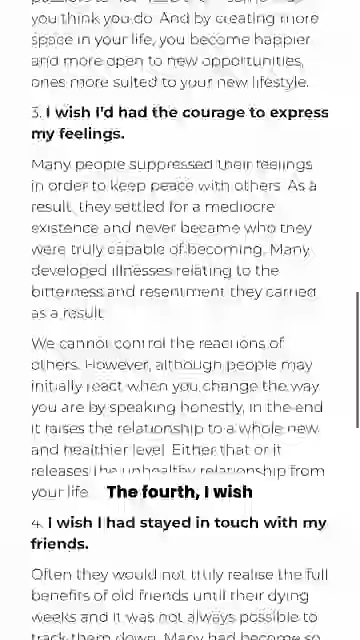 you think you do. And by creating more
space in your life, you become happier
and more open to new opportunities,
ones more suited to your new lifestyle.
3. I wish I'd had the courage to express
my feelings.
Many people suppressed their feelings
in order to keep peace with others. As a
result, they settled for a mediocre
existence and never became who they
were truly capable of becoming. Many
developed illnesses relating to the
bitterness and resentment they carried
as a result.
We cannot control the reactions of
others. However, although people may
initially react when you change the way
you are by speaking honestly, in the end
it raises the relationship to a whole new
and healthier level. Either that or it
releases the unhealthy relationship from
your life.
The fourth, I wish
4. I wish I had stayed in touch with my
friends.
Often they would not truly realise the full
benefits of old friends until their dying
weeks and it was not always possible to
track them down. Many had become so